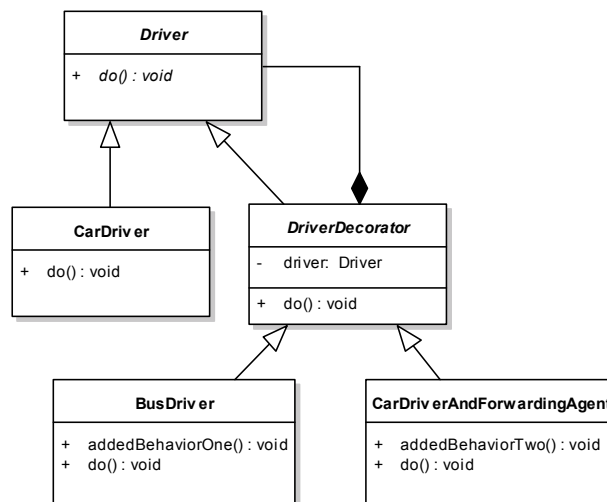 Driver
+ do() : void
CarDriver
+ do() : void
DriverDecorator
- driver: Driver
+ do() : void
BusDriver
+ addedBehaviorOne() : void
+ do() : void
CarDriverAndForwardingAgent
+ addedBehaviorTwo() : void
+ do() : void